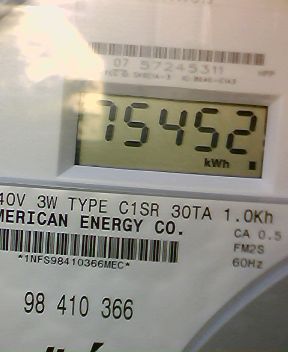 07 57245311
75452
kWh
40V 3W TYPE C1SR 30TA 1.0Kh
MERICAN ENERGY CO.
CA 0.5
FM2S
*1NFS98410366MEC*
60Hz
98 410 366